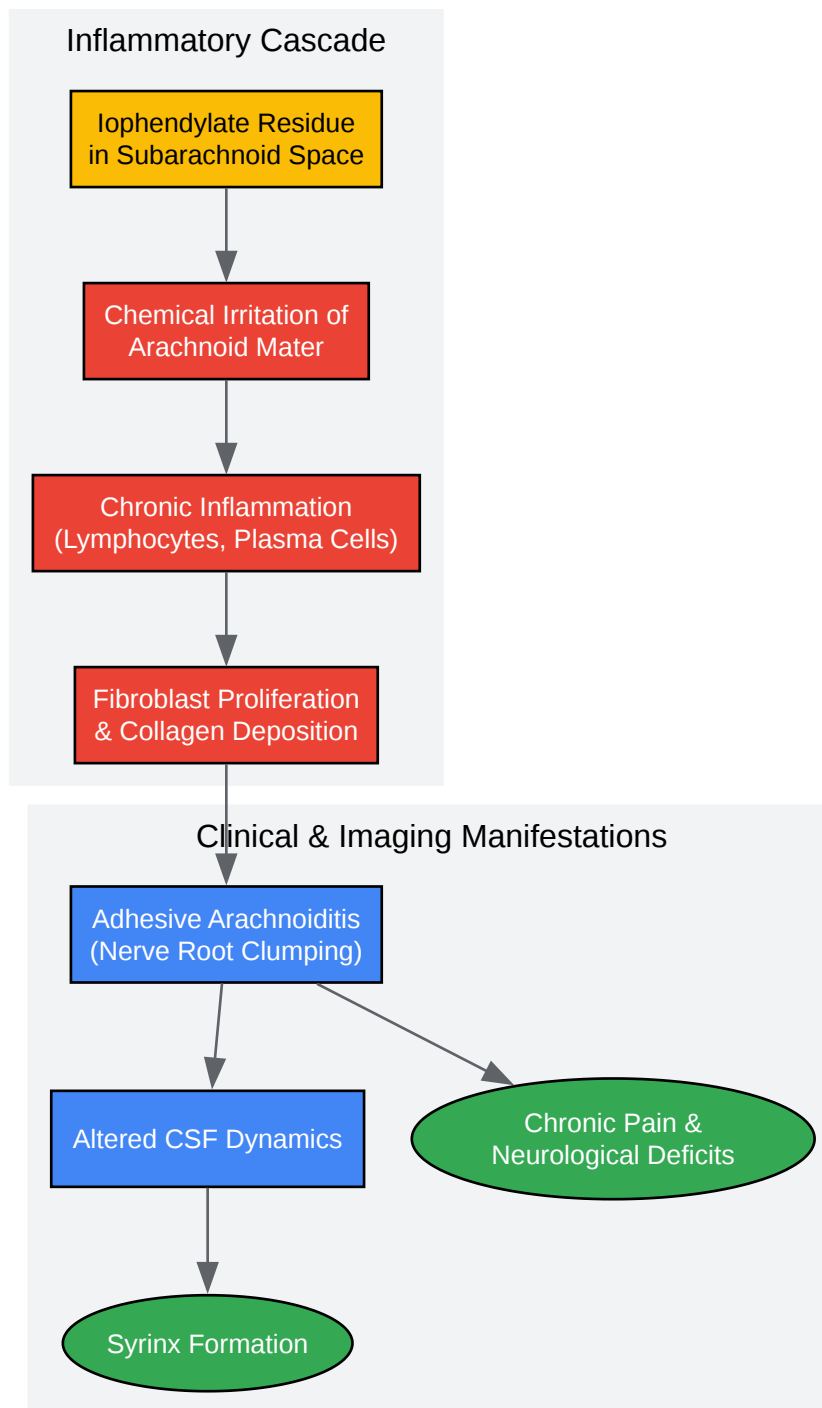 Inflammatory Cascade
Iophendylate Residue
in Subarachnoid Space
Chemical Irritation of
Arachnoid Mater
Chronic Inflammation
(Lymphocytes, Plasma Cells)
Fibroblast Proliferation
& Collagen Deposition
Clinical & Imaging Manifestations
Adhesive Arachnoiditis
(Nerve Root Clumping)
Altered CSF Dynamics
Chronic Pain &
Neurological Deficits
Syrinx Formation